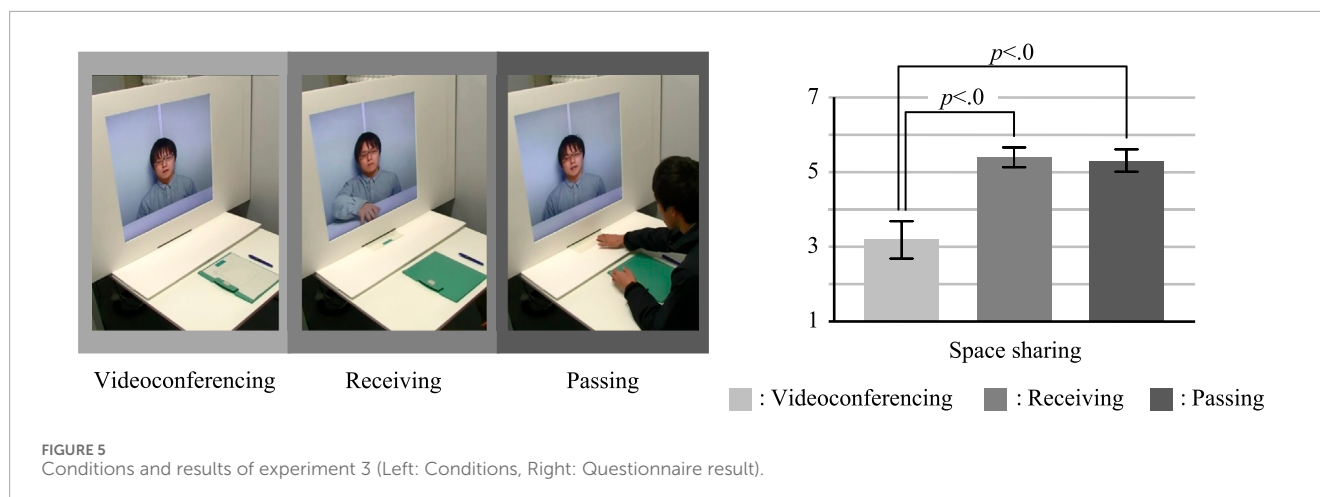 p<.0
p<.0
7
5
3
1
Space sharing
Videoconferencing
Receiving
Passing
: Videoconferencing
: Receiving
: Passing
FIGURE 5
Conditions and results of experiment 3 (Left: Conditions, Right: Questionnaire result).